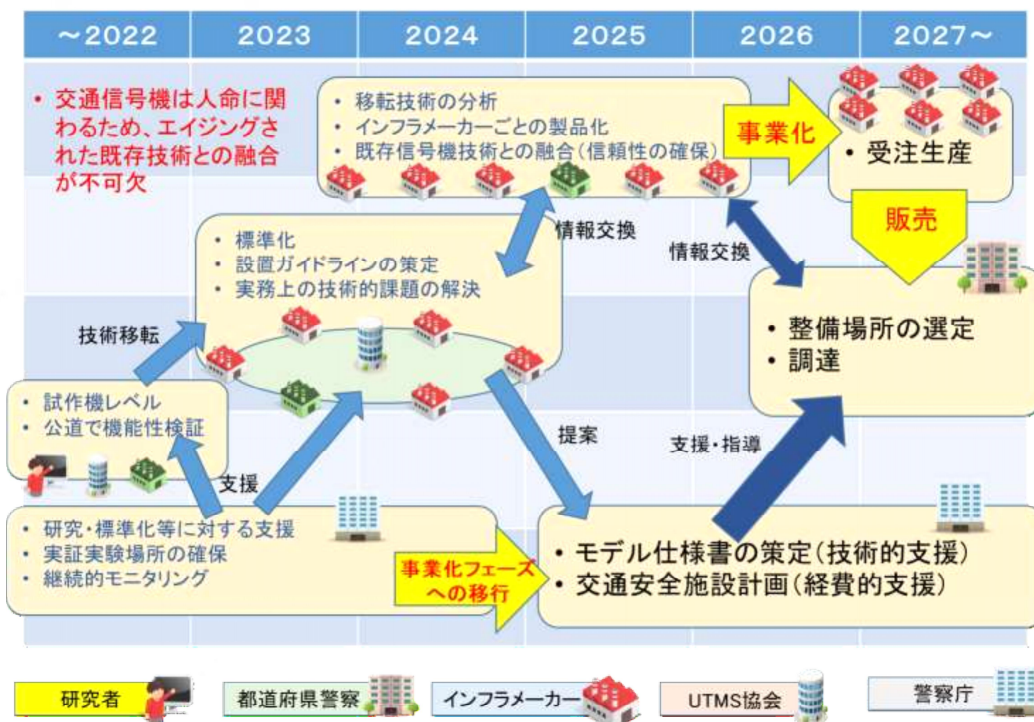 ～2022
2023
2024
2025
2026
2027～
• 交通信号機は人命に関
わるため、エイジングさ
れた既存技術との融合
が不可欠
• 移転技術の分析
• インフラメーカーごとの製品化
• 既存信号機技術との融合（信頼性の確保）
事業化
• 受注生産
販売
• 標準化
• 設置ガイドラインの策定
• 実務上の技術的課題の解決
情報交換
情報交換
• 整備場所の選定
• 調達
技術移転
• 試作機レベル
• 公道で機能性検証
支援
提案
支援・指導
• 研究・標準化等に対する支援
• 実証実験場所の確保
• 継続的モニタリング
事業化フェーズ
への移行
• モデル仕様書の策定（技術的支援）
• 交通安全施設計画（経費的支援）
研究者
都道府県警察
インフラメーカー
UTMS協会
警察庁